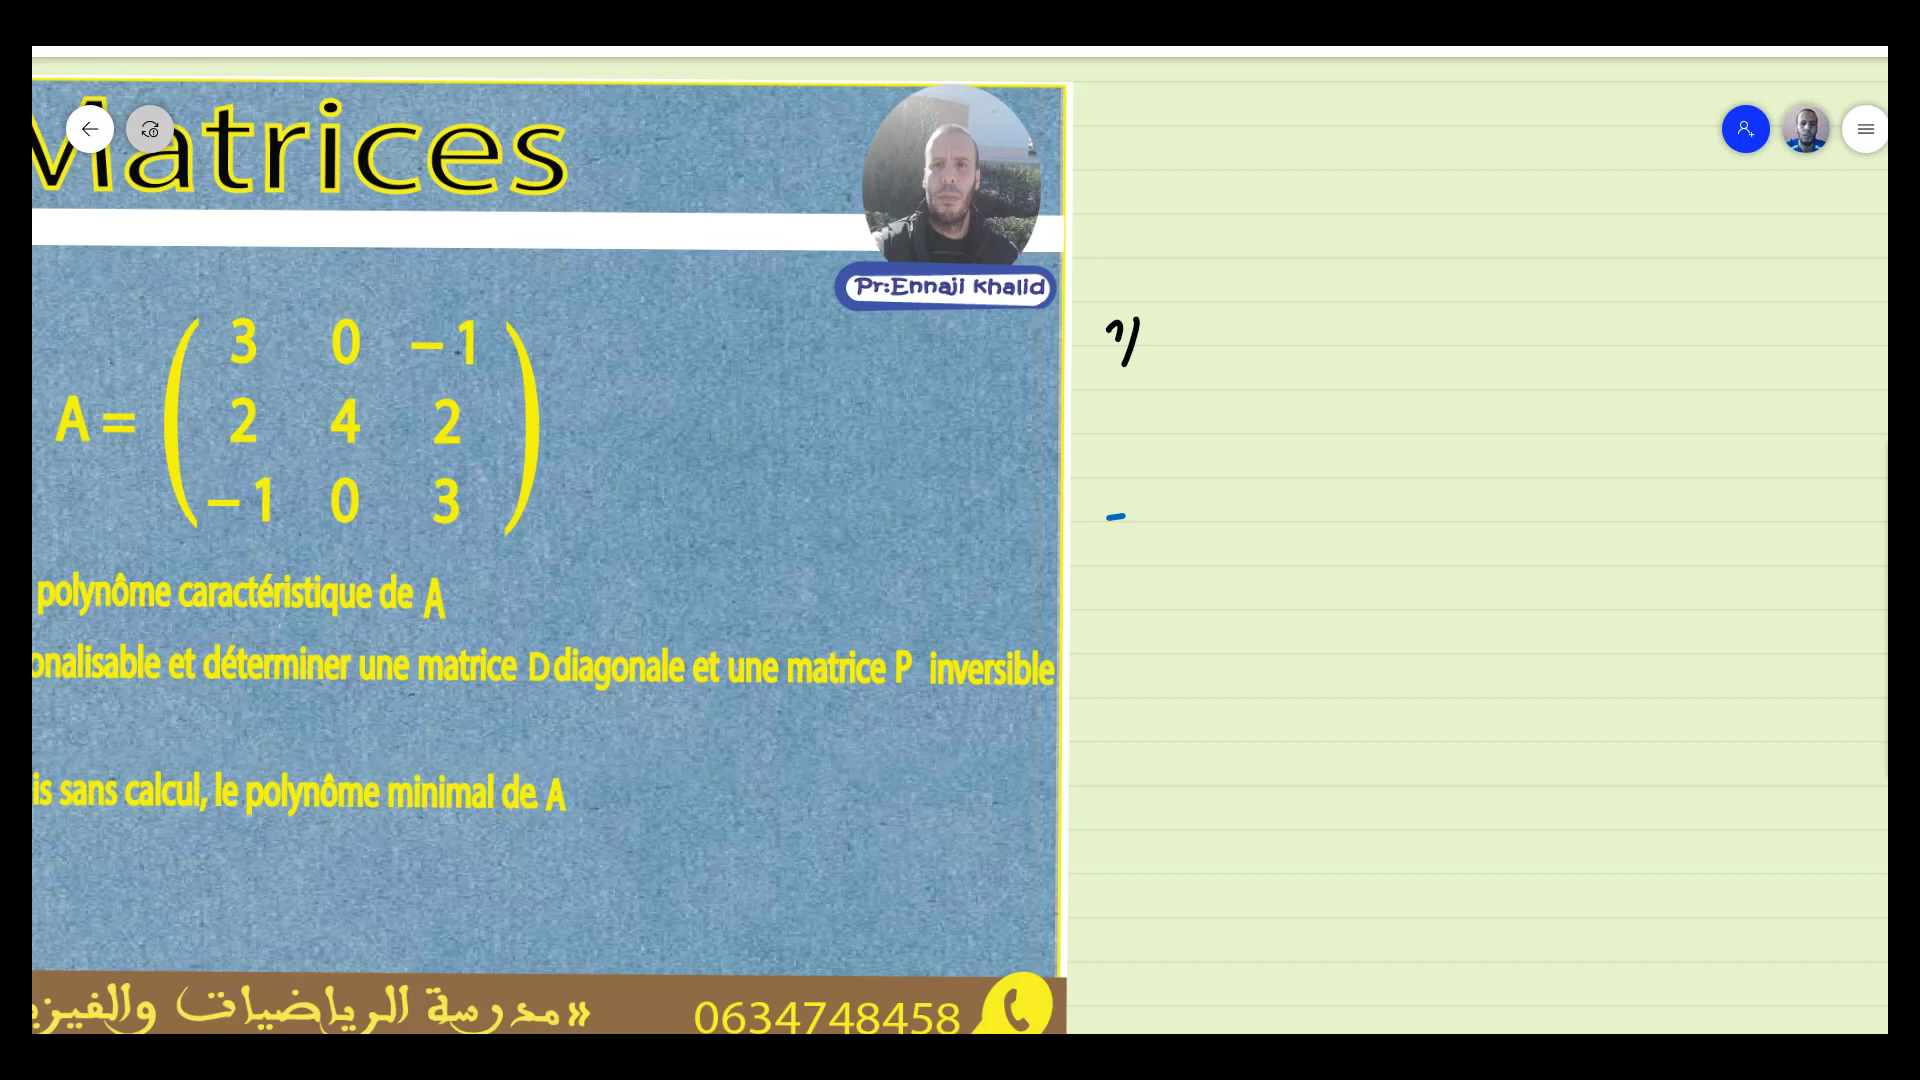 Matrices
Pr:Ennaji khalid
A = ( 3 0 −1
2 4 2
−1 0 3 )
1/
-
polynôme caractéristique de A
onalisable et déterminer une matrice D diagonale et une matrice P inversible
is sans calcul, le polynôme minimal de A
«مدرسة الرياضيات والفيزي
0634748458